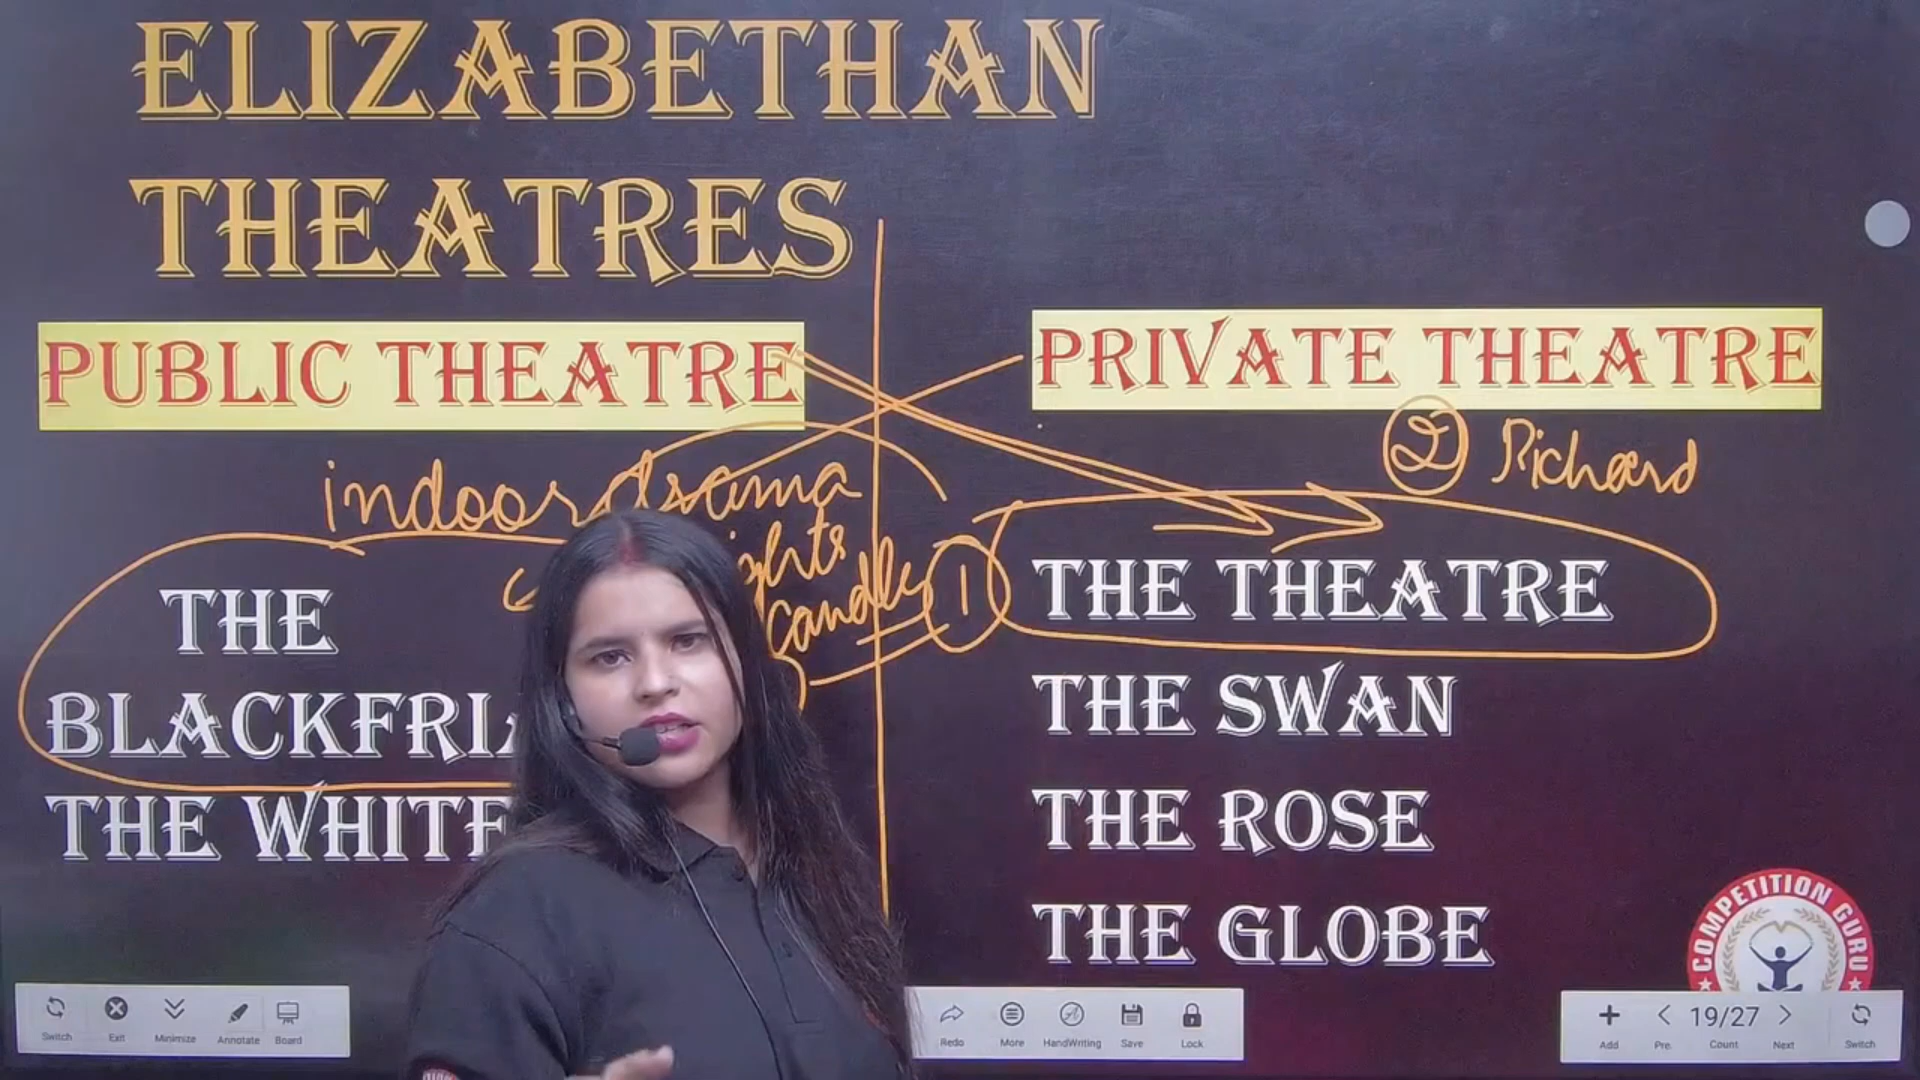 ELIZABETHAN
THEATRES
PUBLIC THEATRE
PRIVATE THEATRE
2 Richard
indoor drama
candle
1
THE
THE THEATRE
THE SWAN
THE
THE ROSE
THE GLOBE
COMPETITION GURU
Switch
Exit
Minimize
Annotate
Board
Redo
More
HandWriting
Save
Lock
Add
Pre.
19/27
Count
Next
Switch